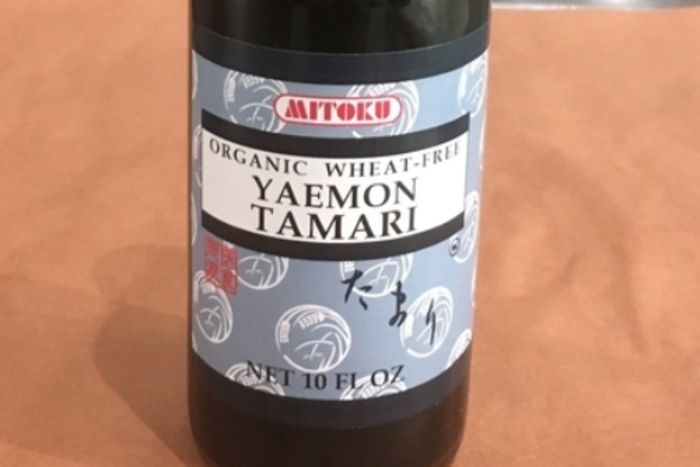 MITOKU
ORGANIC WHEAT-FREE
YAEMON
TAMARI
たまり
NET 10 FL OZ